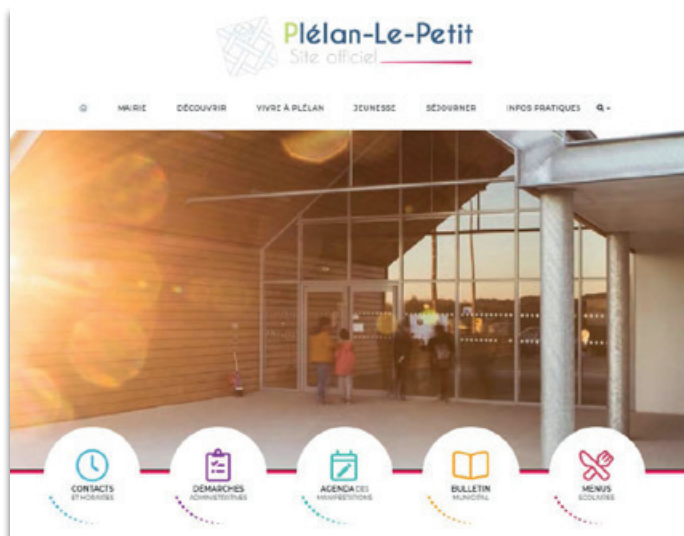 Plélan-Le-Petit
Site officiel
MAIRIE DÉCOUVRIR VIVRE À PLÉLAN JEUNESSE SÉJOURNER INFOS PRATIQUES
CONTACTS
ET HORAIRES
DÉMARCHES
ADMINISTRATIVES
AGENDA DES
MANIFESTATIONS
BULLETIN
MUNICIPAL
MENUS
SCOLAIRES